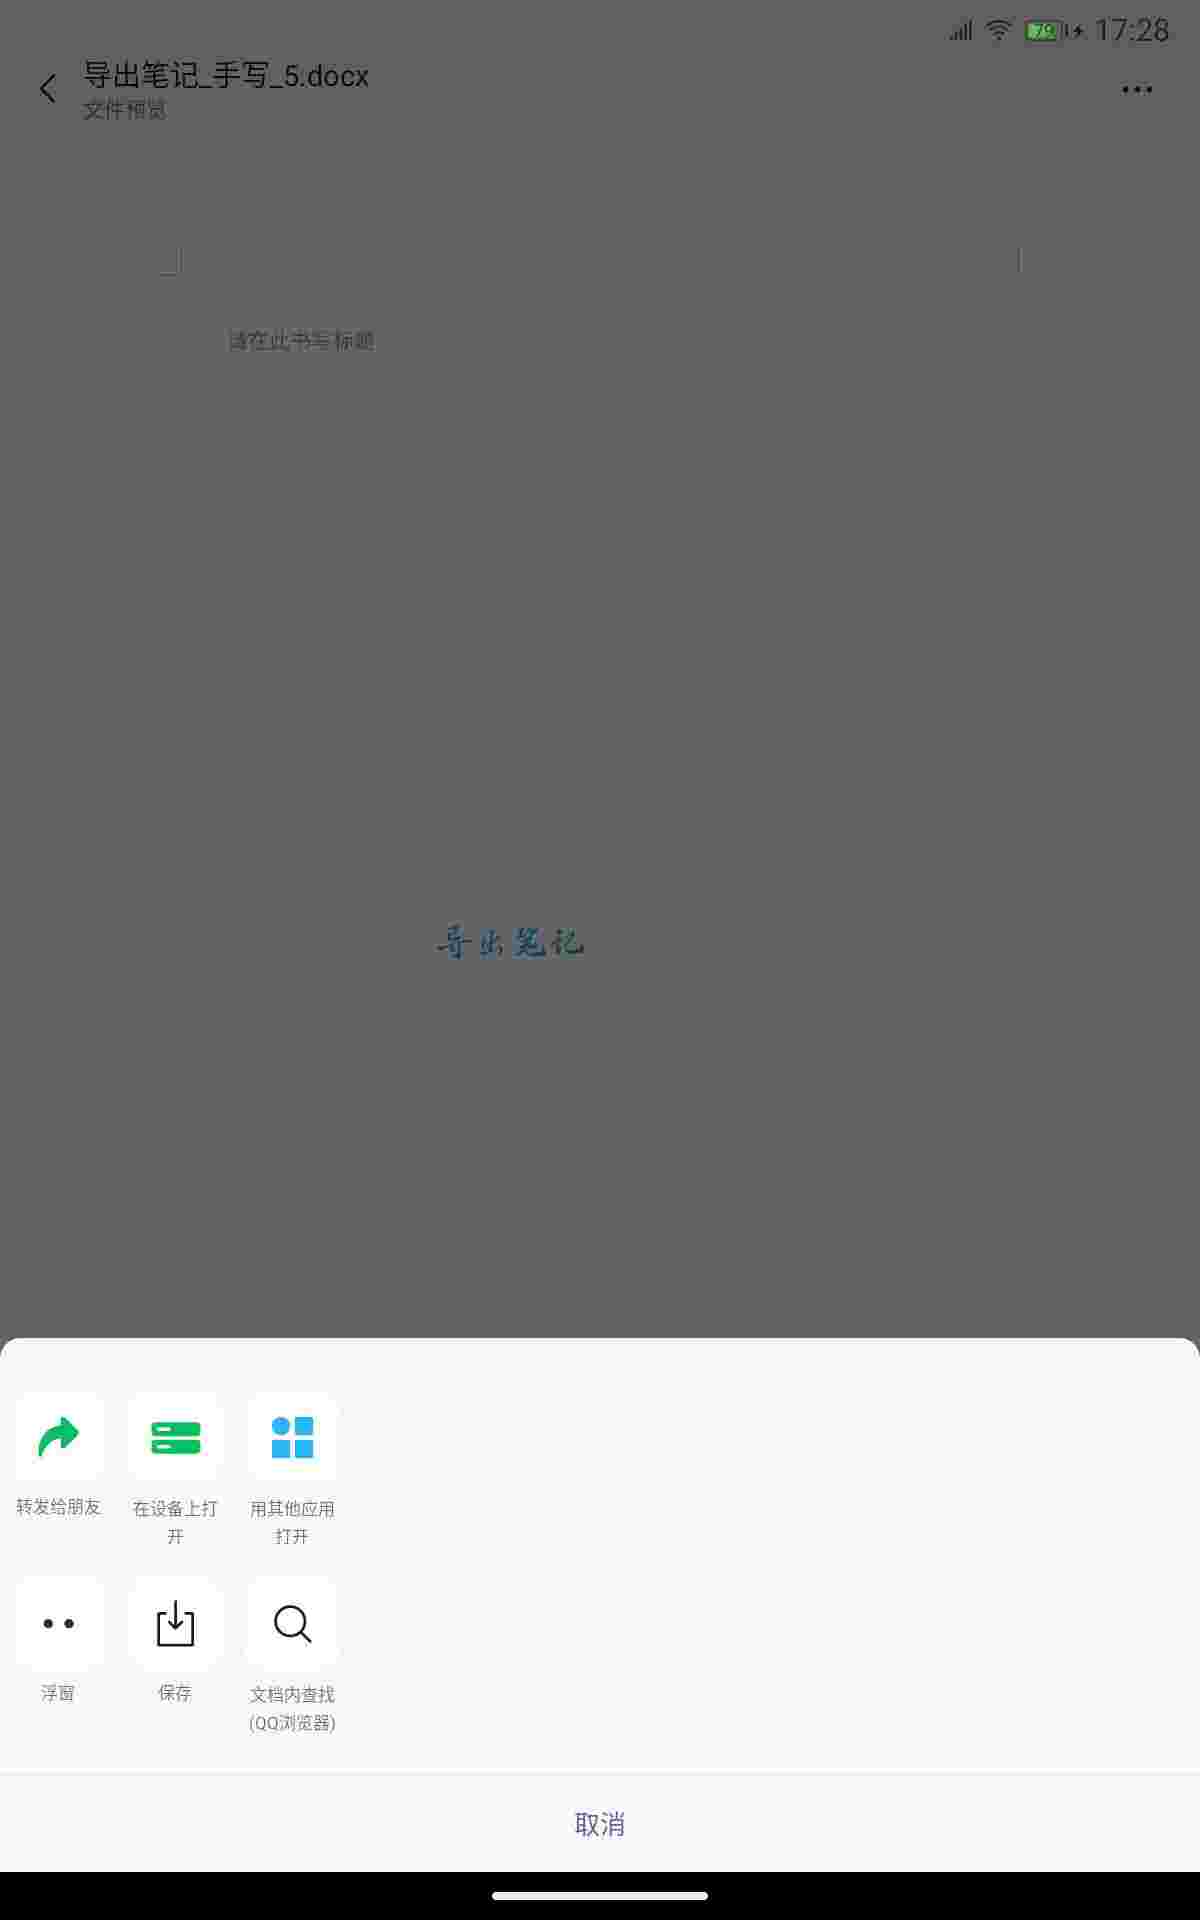 79 17:28
导出笔记_手写_5.docx
文件预览
请在此书写标题
导出笔记
转发给朋友
在设备上打
开
用其他应用
打开
浮窗
保存
文档内查找
(QQ浏览器)
取消